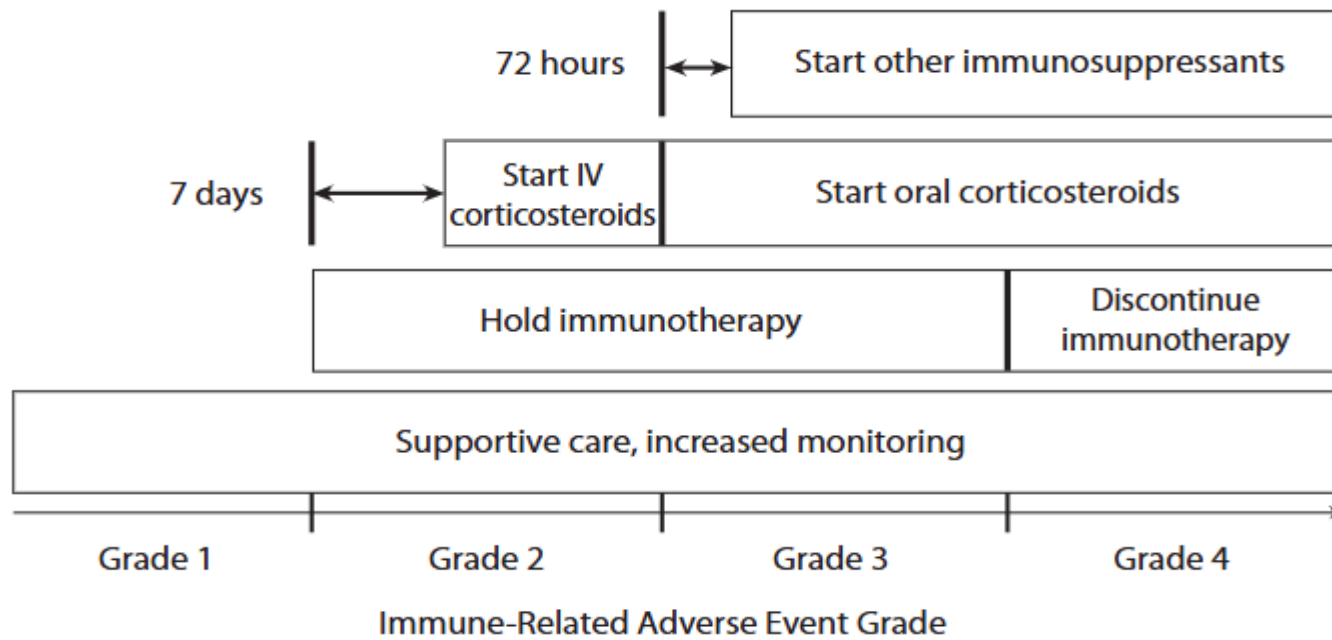 72 hours
Start other immunosuppressants
7 days
Start IV
corticosteroids
Start oral corticosteroids
Hold immunotherapy
Discontinue
immunotherapy
Supportive care, increased monitoring
Grade 1
Grade 2
Grade 3
Grade 4
Immune-Related Adverse Event Grade